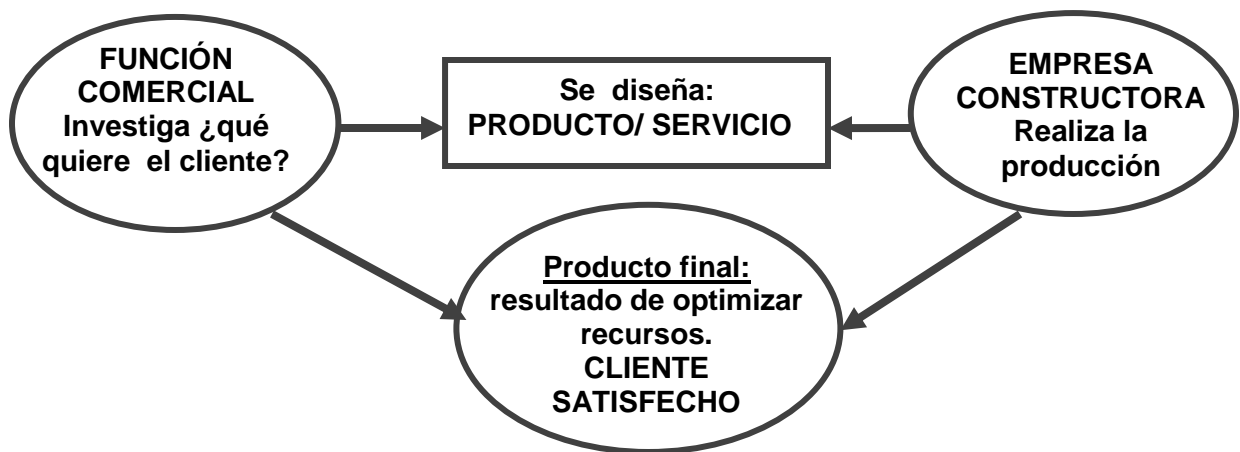 FUNCIÓN
COMERCIAL
Investiga ¿qué
quiere el cliente?
Se diseña:
PRODUCTO/ SERVICIO
EMPRESA
CONSTRUCTORA
Realiza la
producción
Producto final:
resultado de optimizar
recursos.
CLIENTE
SATISFECHO